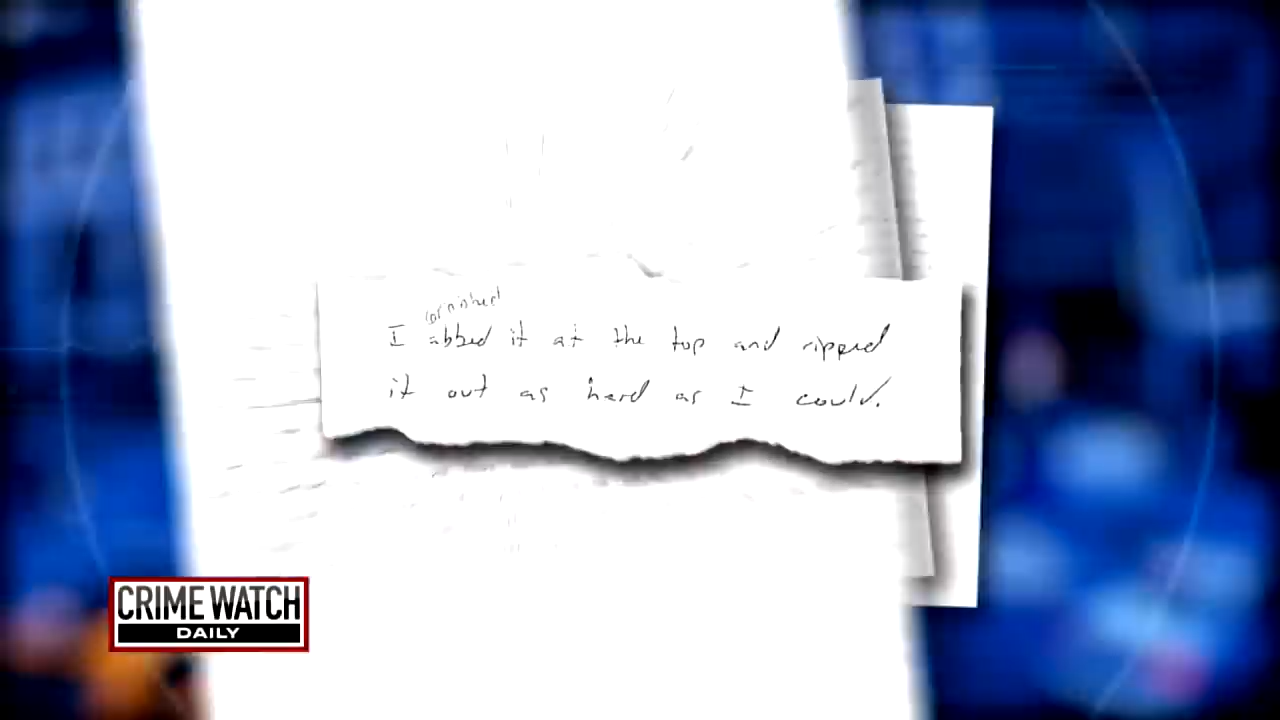 I abbed it at the top and ripped
it out as hard as I could.
CRIME WATCH
DAILY